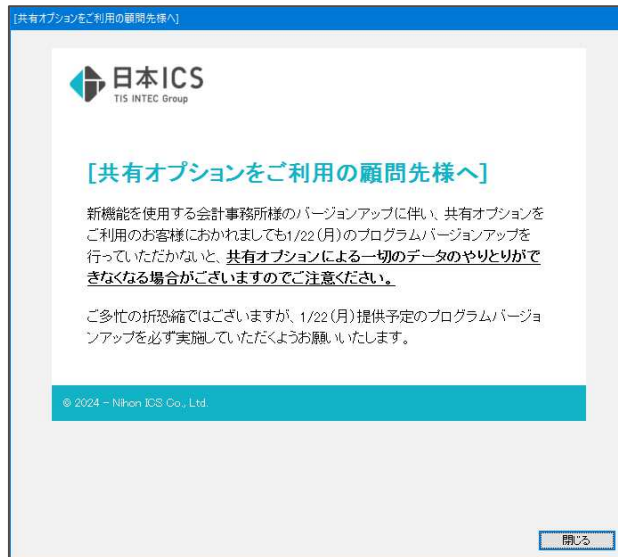 [共有オプションをご利用の顧問先様へ]
日本ICS
TIS INTEC Group
[共有オプションをご利用の顧問先様へ]
新機能を使用する会計事務所様のバージョンアップに伴い、共有オプションを
ご利用のお客様におかれましても1/22(月)のプログラムバージョンアップを
行っていただかないと、共有オプションによる一切のデータのやりとりがで
きなくなる場合がございますのでご注意ください。
ご多忙の折恐縮ではございますが、1/22(月)提供予定のプログラムバージョ
ンアップを必ず実施していただくようお願いいたします。
© 2024 - Nihon ICS Co., Ltd.
閉じる